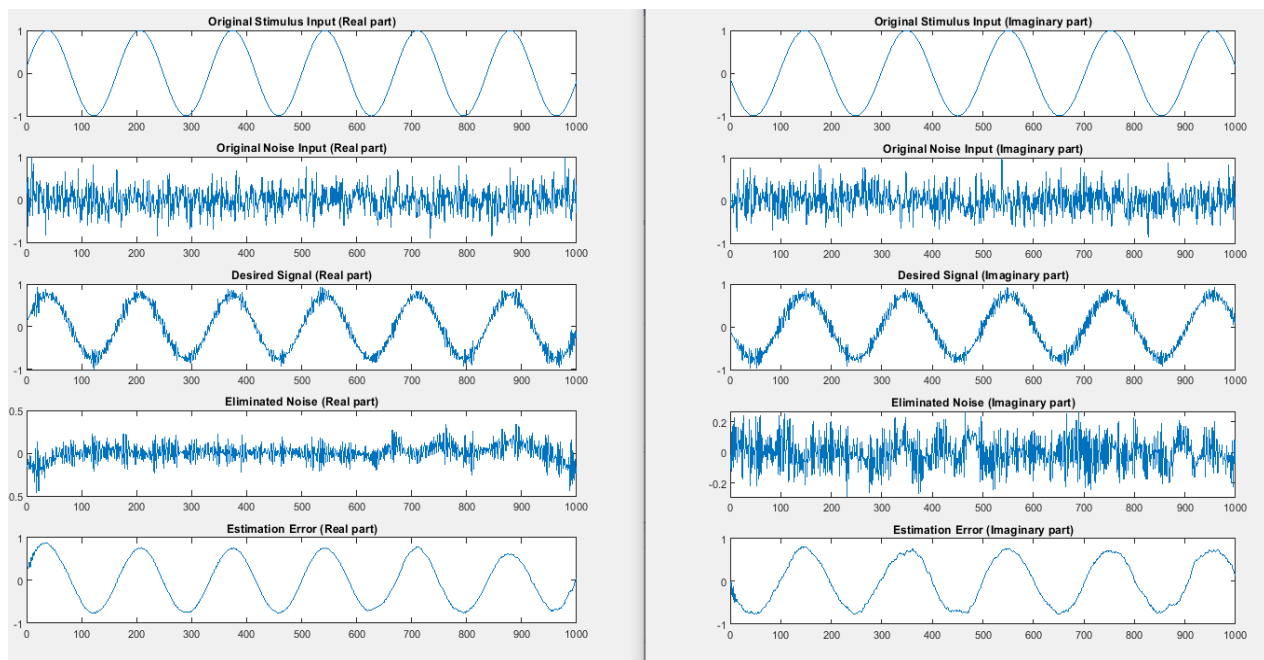 Original Stimulus Input (Real part)
1
0
-1
0 100 200 300 400 500 600 700 800 900 1000
Original Noise Input (Real part)
1
0
-1
0 100 200 300 400 500 600 700 800 900 1000
Desired Signal (Real part)
1
0
-1
0 100 200 300 400 500 600 700 800 900 1000
Eliminated Noise (Real part)
0.5
0
0.5
0 100 200 300 400 500 600 700 800 900 1000
Estimation Error (Real part)
1
0
-1
0 100 200 300 400 500 600 700 800 900 1000
Original Stimulus Input (Imaginary part)
1
0
-1
0 100 200 300 400 500 600 700 800 900 1000
Original Noise Input (Imaginary part)
1
0
-1
0 100 200 300 400 500 600 700 800 900 1000
Desired Signal (Imaginary part)
1
0
-1
0 100 200 300 400 500 600 700 800 900 1000
Eliminated Noise (Imaginary part)
0.2
0
-0.2
0 100 200 300 400 500 600 700 800 900 1000
Estimation Error (Imaginary part)
1
0
-1
0 100 200 300 400 500 600 700 800 900 1000